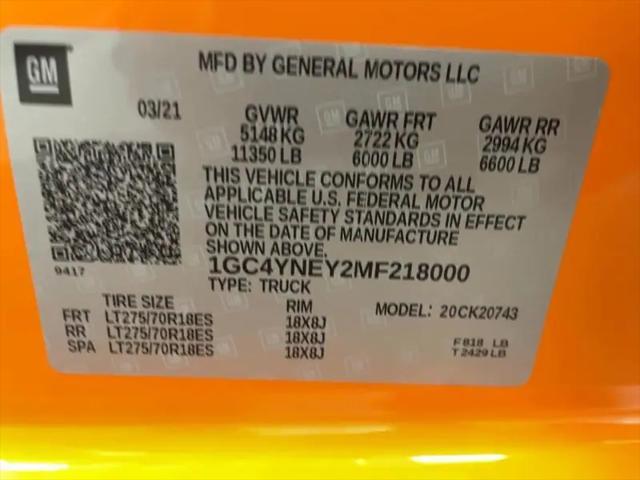 GM
MFD BY GENERAL MOTORS LLC
03/21
GVWR
5148 KG
11350 LB
GAWR FRT
2722 KG
6000 LB
GAWR RR
2994 KG
6600 LB
THIS VEHICLE CONFORMS TO ALL
APPLICABLE U.S. FEDERAL MOTOR
VEHICLE SAFETY STANDARDS IN EFFECT
ON THE DATE OF MANUFACTURE
SHOWN ABOVE.
9417
1GC4YNEY2MF218000
TYPE: TRUCK
TIRE SIZE RIM
FRT LT275/70R18ES 18X8J
RR LT275/70R18ES 18X8J
SPA LT275/70R18ES 18X8J
MODEL: 20CK20743
F 818 LB
T 2429 LB